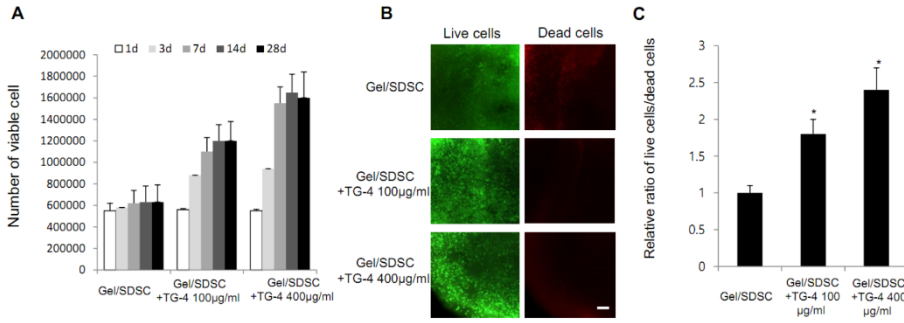 A
Number of viable cell
1d 3d 7d 14d 28d
2000000
1800000
1600000
1400000
1200000
1000000
800000
600000
400000
200000
0
Gel/SDSC
Gel/SDSC
+TG-4 100μg/ml
Gel/SDSC
+TG-4 400μg/ml
B
Live cells
Dead cells
Gel/SDSC
Gel/SDSC
+TG-4 100μg/ml
Gel/SDSC
+TG-4 400μg/ml
C
Relative ratio of live cells/dead cells
3
2.5
2
1.5
1
0.5
0
*
*
Gel/SDSC
Gel/SDSC
+TG-4 100
μg/ml
Gel/SDSC
+TG-4 400
μg/ml